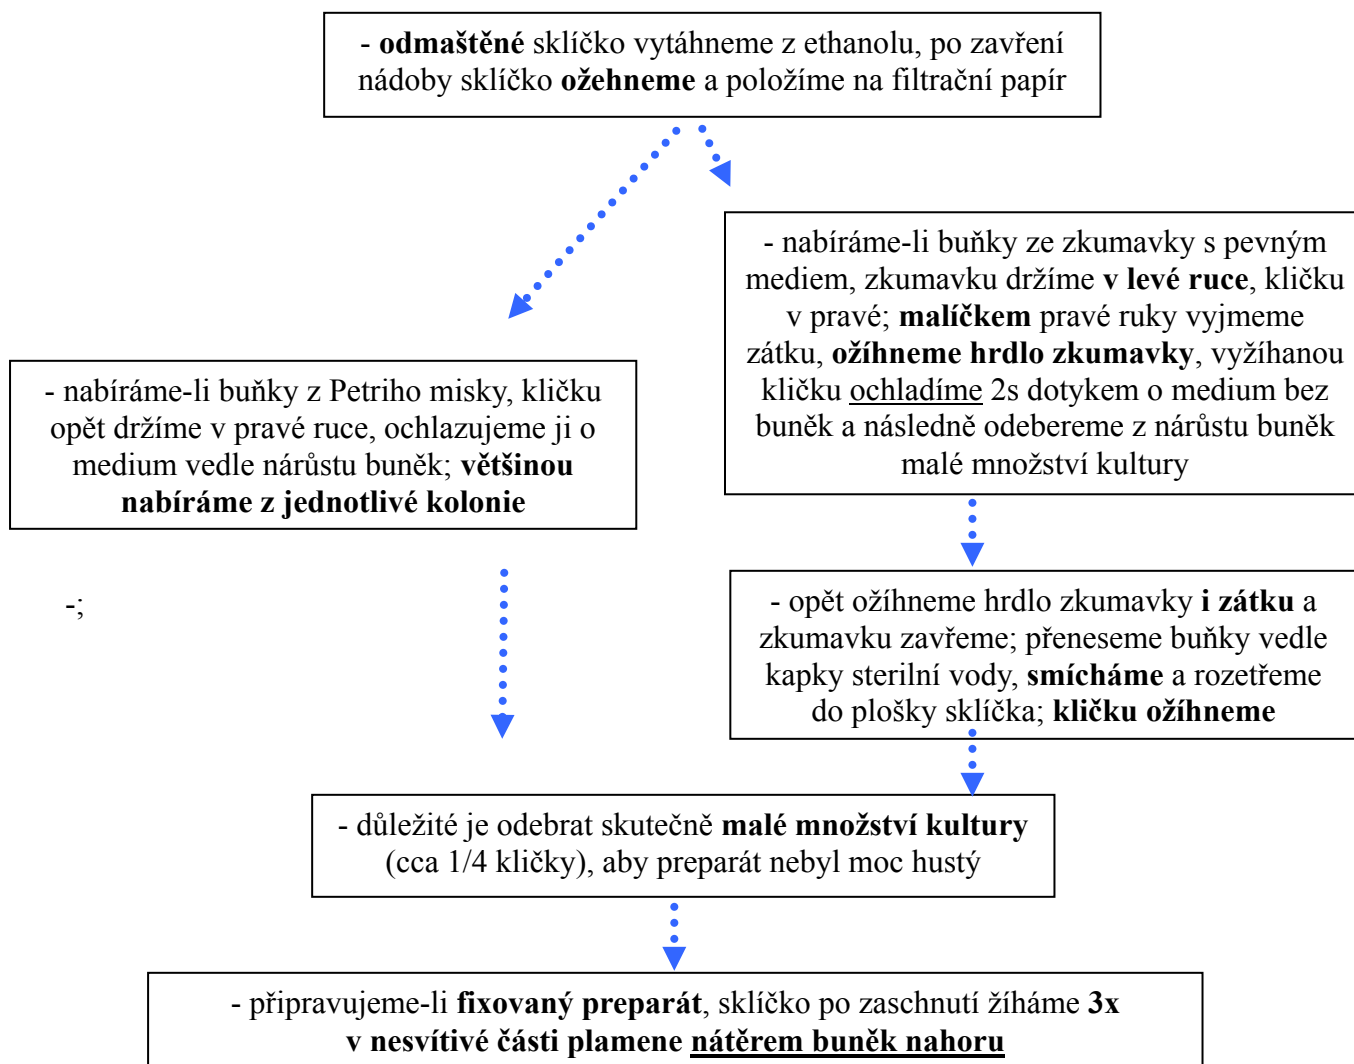 - odmaštěné sklíčko vytáhneme z ethanolu, po zavření
nádoby sklíčko ožehneme a položíme na filtrační papír
- nabíráme-li buňky ze zkumavky s pevným
mediem, zkumavku držíme v levé ruce, kličku
v pravé; malíčkem pravé ruky vyjmeme
zátku, ožíhneme hrdlo zkumavky, vyžíhanou
kličku ochladíme 2s dotykem o medium bez
buněk a následně odebereme z nárůstu buněk
malé množství kultury
- nabíráme-li buňky z Petriho misky, kličku
opět držíme v pravé ruce, ochlazujeme ji o
medium vedle nárůstu buněk; většinou
nabíráme z jednotlivé kolonie
-;
- opět ožíhneme hrdlo zkumavky i zátku a
zkumavku zavřeme; přeneseme buňky vedle
kapky sterilní vody, smícháme a rozetřeme
do plošky sklíčka; kličku ožíhneme
- důležité je odebrat skutečně malé množství kultury
(cca 1/4 kličky), aby preparát nebyl moc hustý
- připravujeme-li fixovaný preparát, sklíčko po zaschnutí žíháme 3x
v nesvítivé části plamene nátěrem buněk nahoru